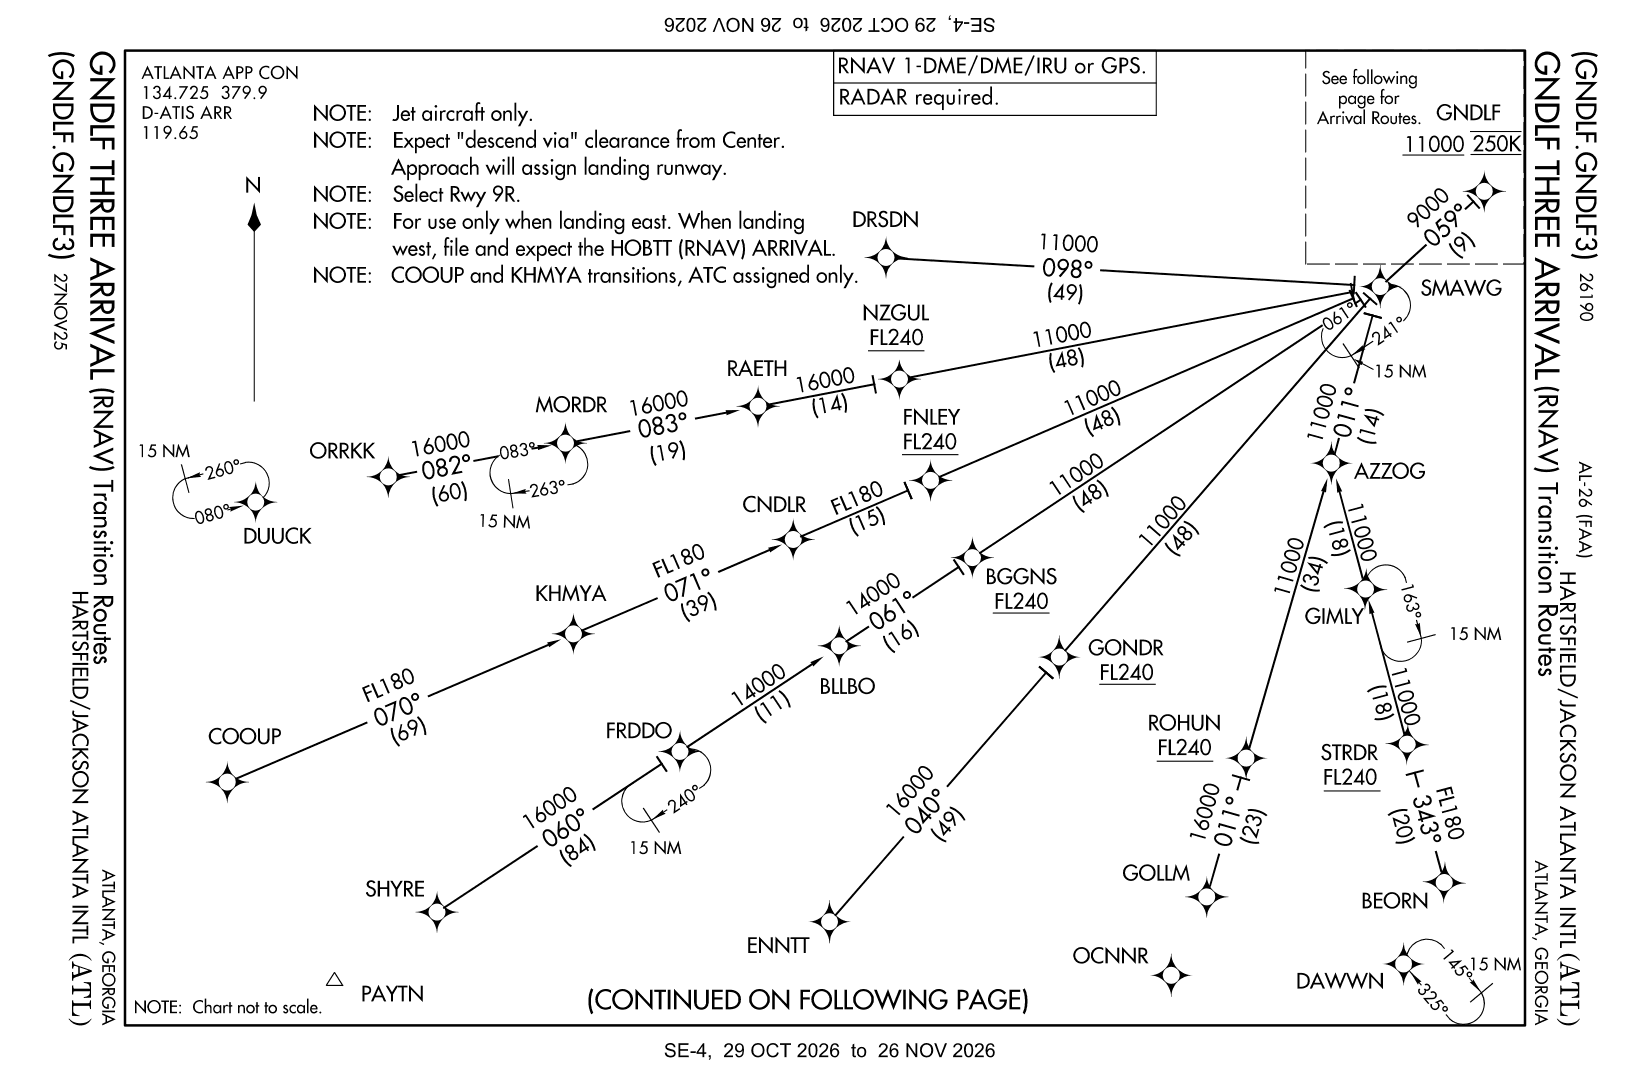 SE-4, 29 OCT 2026 to 26 NOV 2026
(GNDLF.GNDLF3) 27NOV25
GNDLF THREE ARRIVAL (RNAV) Transition Routes
HARTSFIELD/JACKSON ATLANTA INTL (ATL)
ATLANTA, GEORGIA
ATLANTA APP CON
134.725 379.9
D-ATIS ARR
119.65
NOTE: Jet aircraft only.
NOTE: Expect "descend via" clearance from Center.
Approach will assign landing runway.
NOTE: Select Rwy 9R.
NOTE: For use only when landing east. When landing
west, file and expect the HOBTT (RNAV) ARRIVAL.
NOTE: COOUP and KHMYA transitions, ATC assigned only.
RNAV 1-DME/DME/IRU or GPS.
RADAR required.
See following
page for
Arrival Routes.
GNDLF
11000 250K
N
9000
059°
(9)
SMAWG
061°
241°
15 NM
DRSDN
11000
098°
(49)
NZGUL
FL240
11000
(48)
RAETH
16000
(14)
MORDR
16000
083°
(19)
ORRKK
16000
082°
(60)
083°
263°
15 NM
15 NM
260°
080°
DUUCK
FNLEY
FL240
11000
(48)
CNDLR
FL180
(15)
KHMYA
FL180
071°
(39)
COOUP
FL180
070°
(69)
BGGNS
FL240
11000
(48)
BLLBO
14000
061°
(16)
FRDDO
14000
(11)
240°
15 NM
SHYRE
16000
060°
(84)
GONDR
FL240
11000
(48)
ENNTT
16000
040°
(49)
AZZOG
11000
011°
(14)
ROHUN
FL240
11000
(34)
GOLLM
16000
011°
(23)
GIMLY
11000
(18)
163°
15 NM
STRDR
FL240
11000
(18)
BEORN
FL180
343°
(20)
OCNNR
DAWWN
145°
325°
15 NM
PAYTN
NOTE: Chart not to scale.
(CONTINUED ON FOLLOWING PAGE)
(GNDLF.GNDLF3) 26190
GNDLF THREE ARRIVAL (RNAV) Transition Routes
AL-26 (FAA)
HARTSFIELD/JACKSON ATLANTA INTL (ATL)
ATLANTA, GEORGIA
SE-4, 29 OCT 2026 to 26 NOV 2026